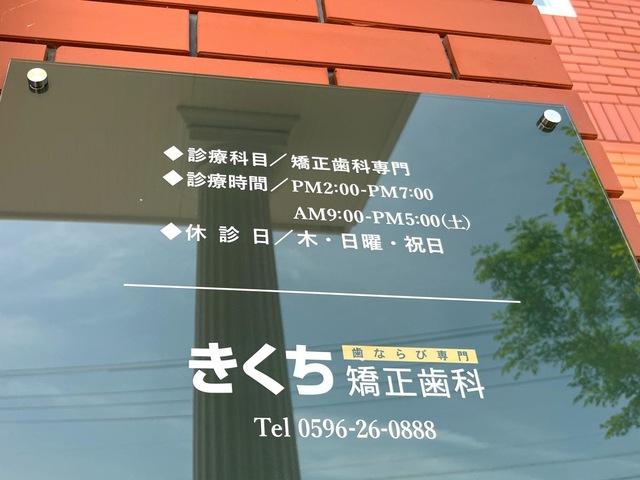 ◆診療科目／矯正歯科専門
◆診療時間／PM2:00-PM7:00
AM9:00-PM5:00(土)
◆休診日／木・日曜・祝日
きくち 歯ならび専門
矯正歯科
Tel 0596-26-0888